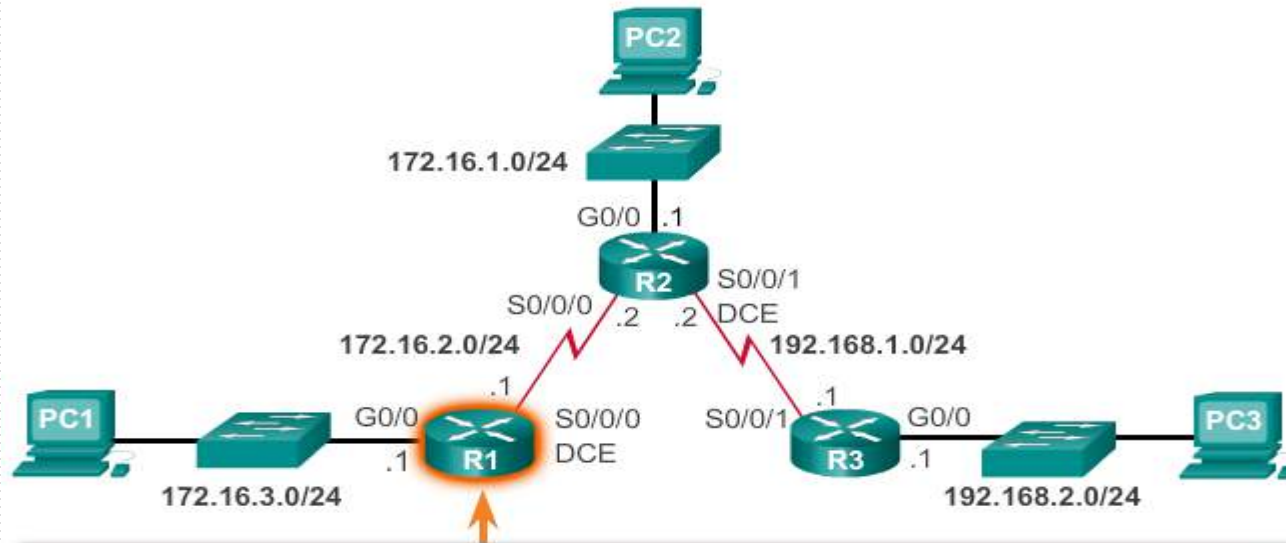 PC2
172.16.1.0/24
G0/0 .1
R2
S0/0/1
DCE
S0/0/0
.2 .2
172.16.2.0/24
192.168.1.0/24
.1
.1
PC1
G0/0
S0/0/0
DCE
S0/0/1
G0/0
PC3
.1
R1
R3
.1
172.16.3.0/24
192.168.2.0/24